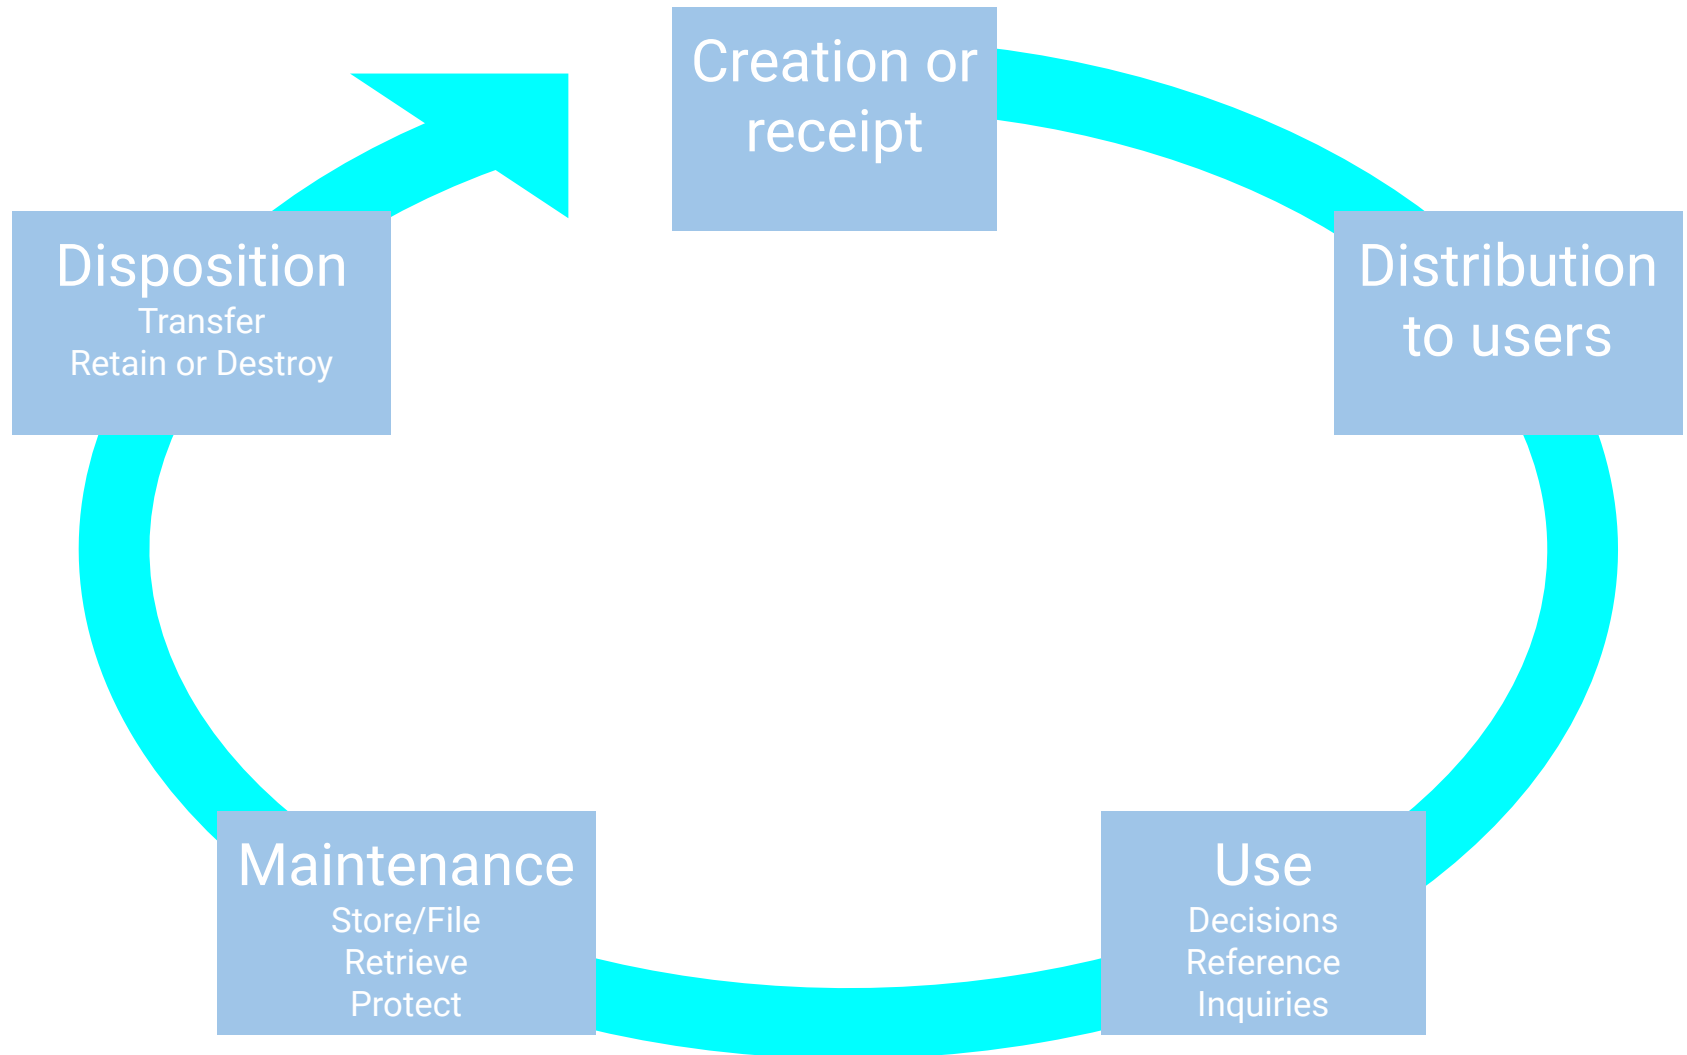 Creation or
receipt
Distribution
to users
Use
Decisions
Reference
Inquiries
Maintenance
Store/File
Retrieve
Protect
Disposition
Transfer
Retain or Destroy